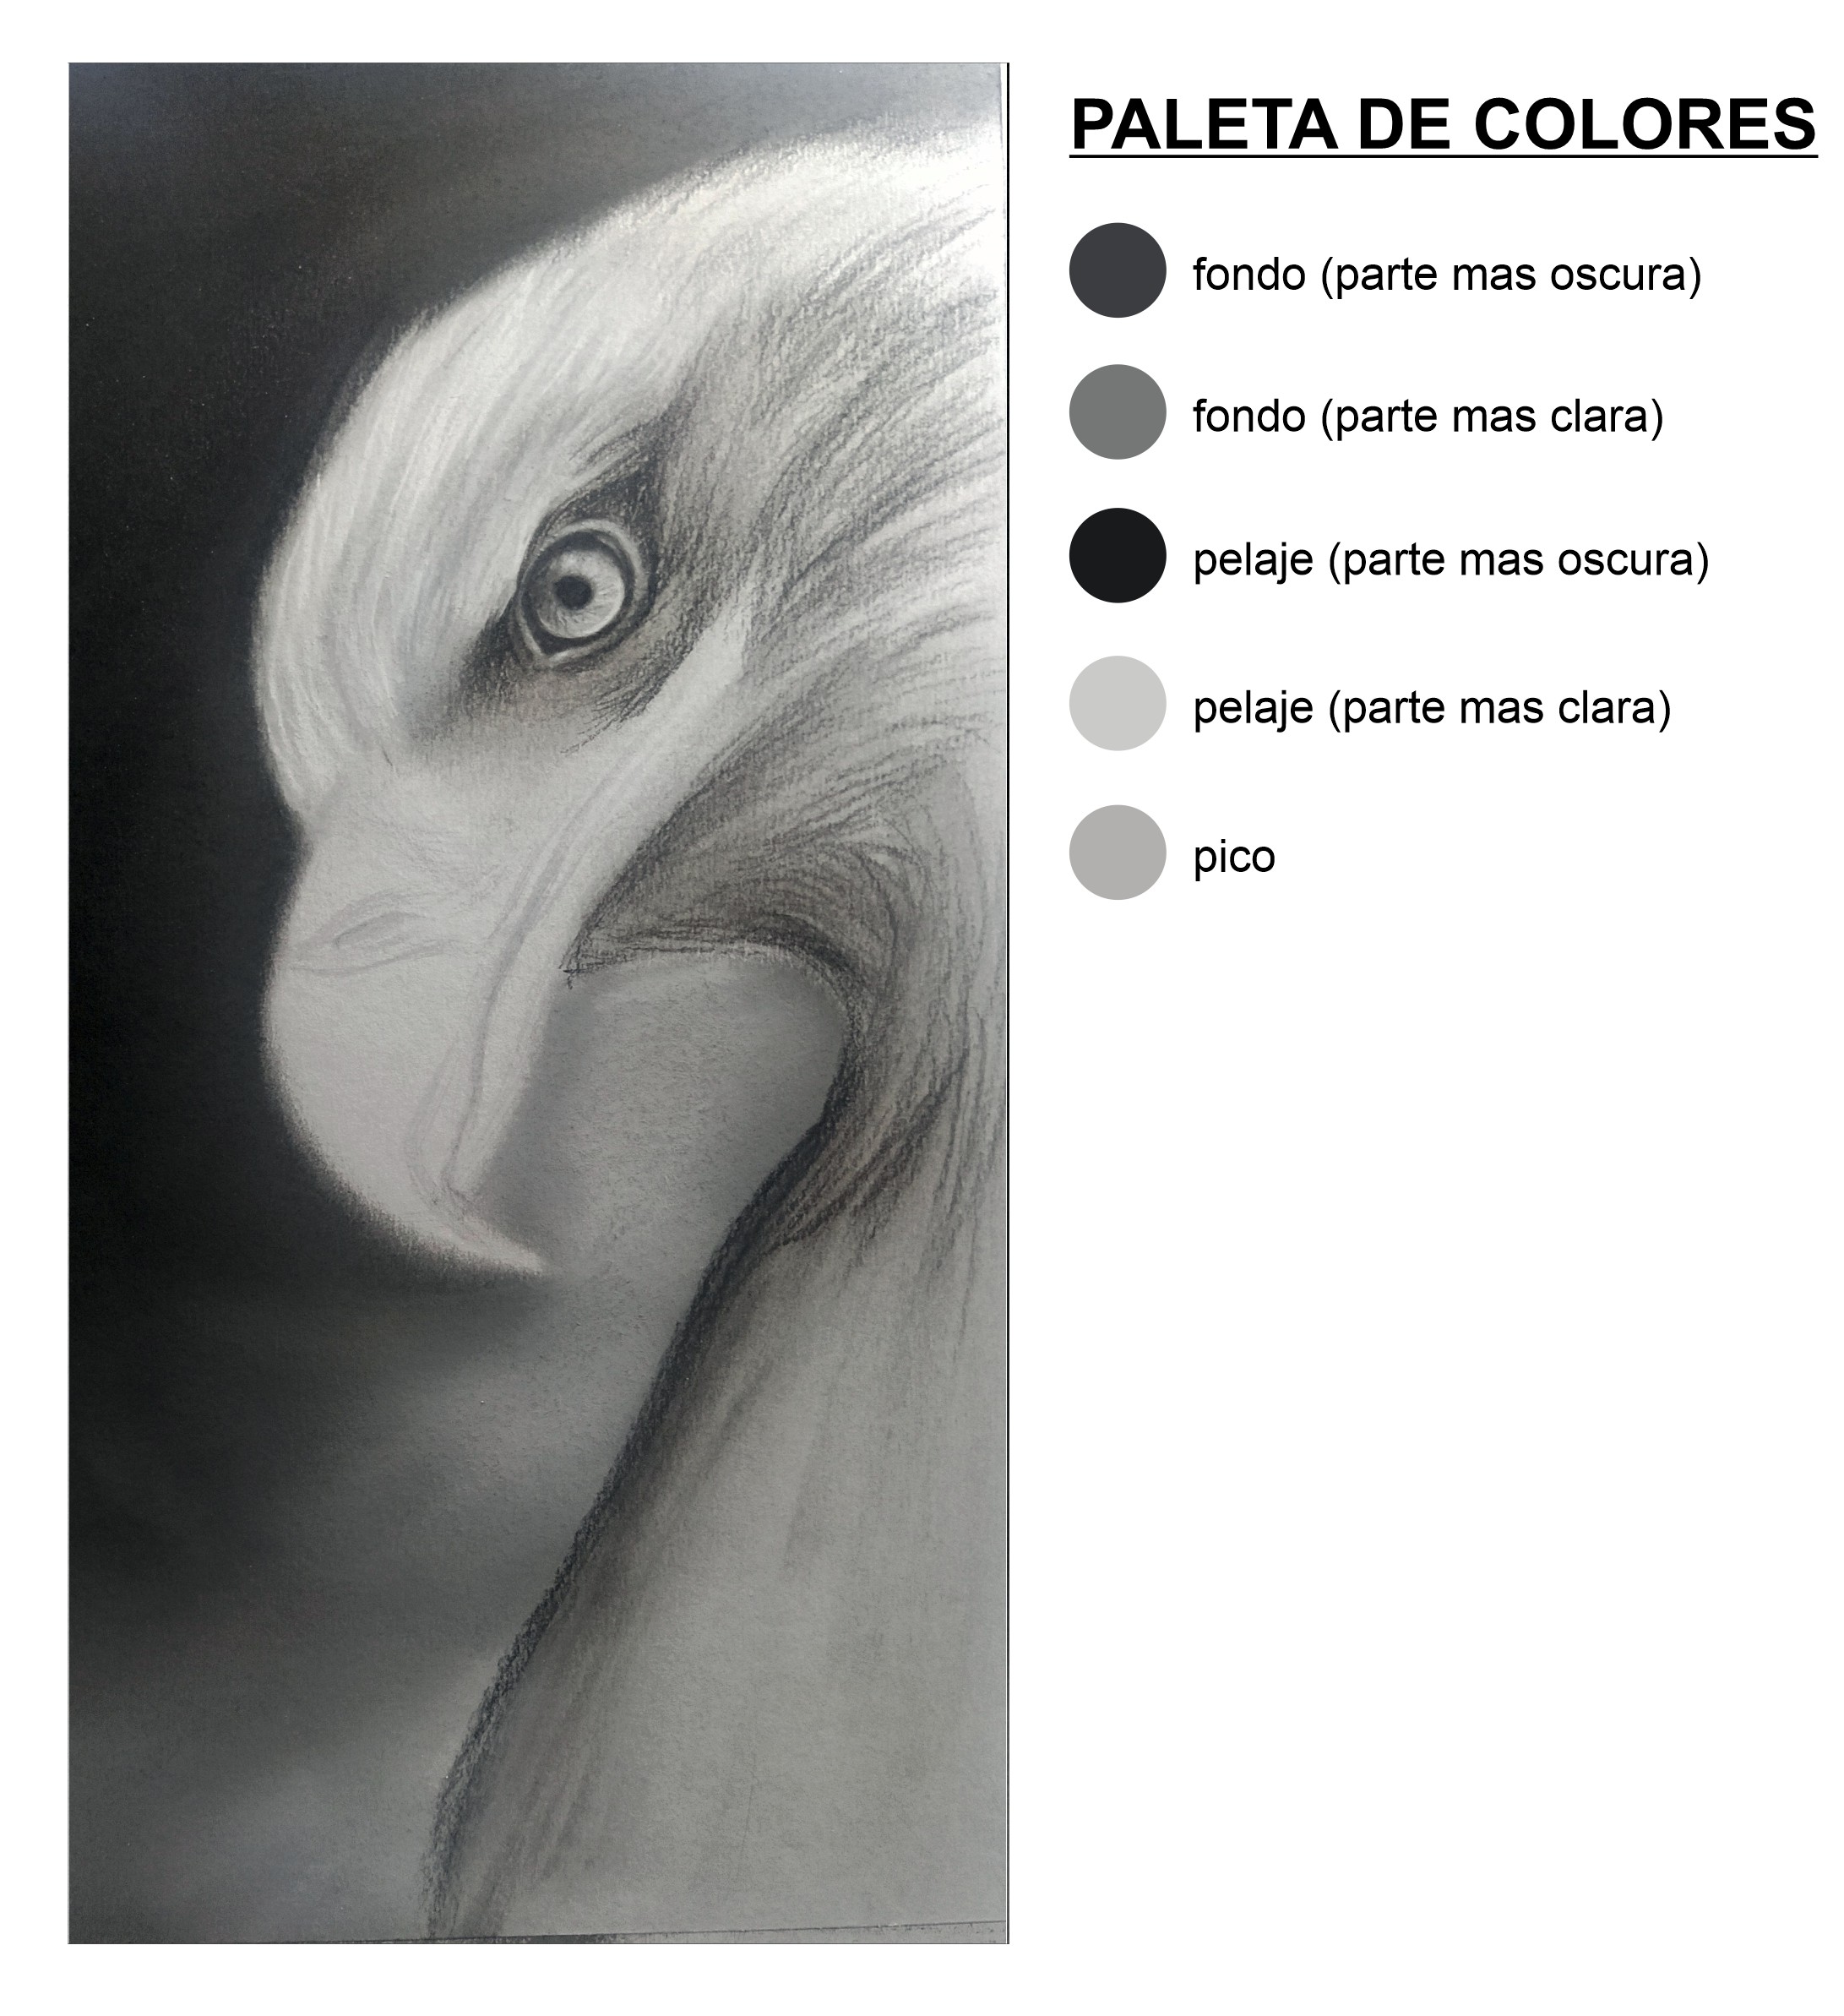 PALETA DE COLORES
fondo (parte mas oscura)
fondo (parte mas clara)
pelaje (parte mas oscura)
pelaje (parte mas clara)
pico